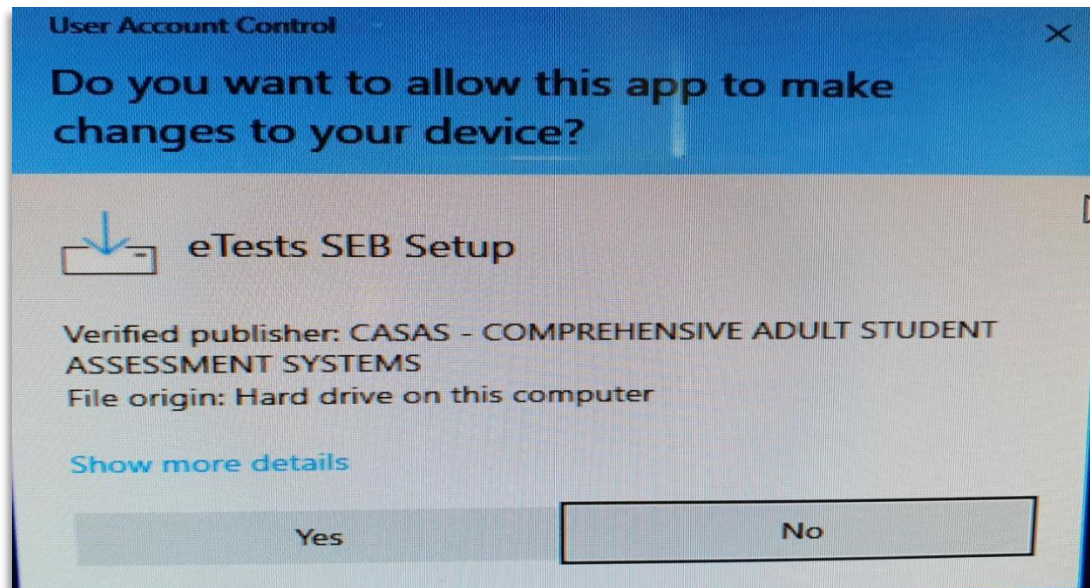 User Account Control
Do you want to allow this app to make
changes to your device?
eTests SEB Setup
Verified publisher: CASAS - COMPREHENSIVE ADULT STUDENT
ASSESSMENT SYSTEMS
File origin: Hard drive on this computer
Show more details
Yes No